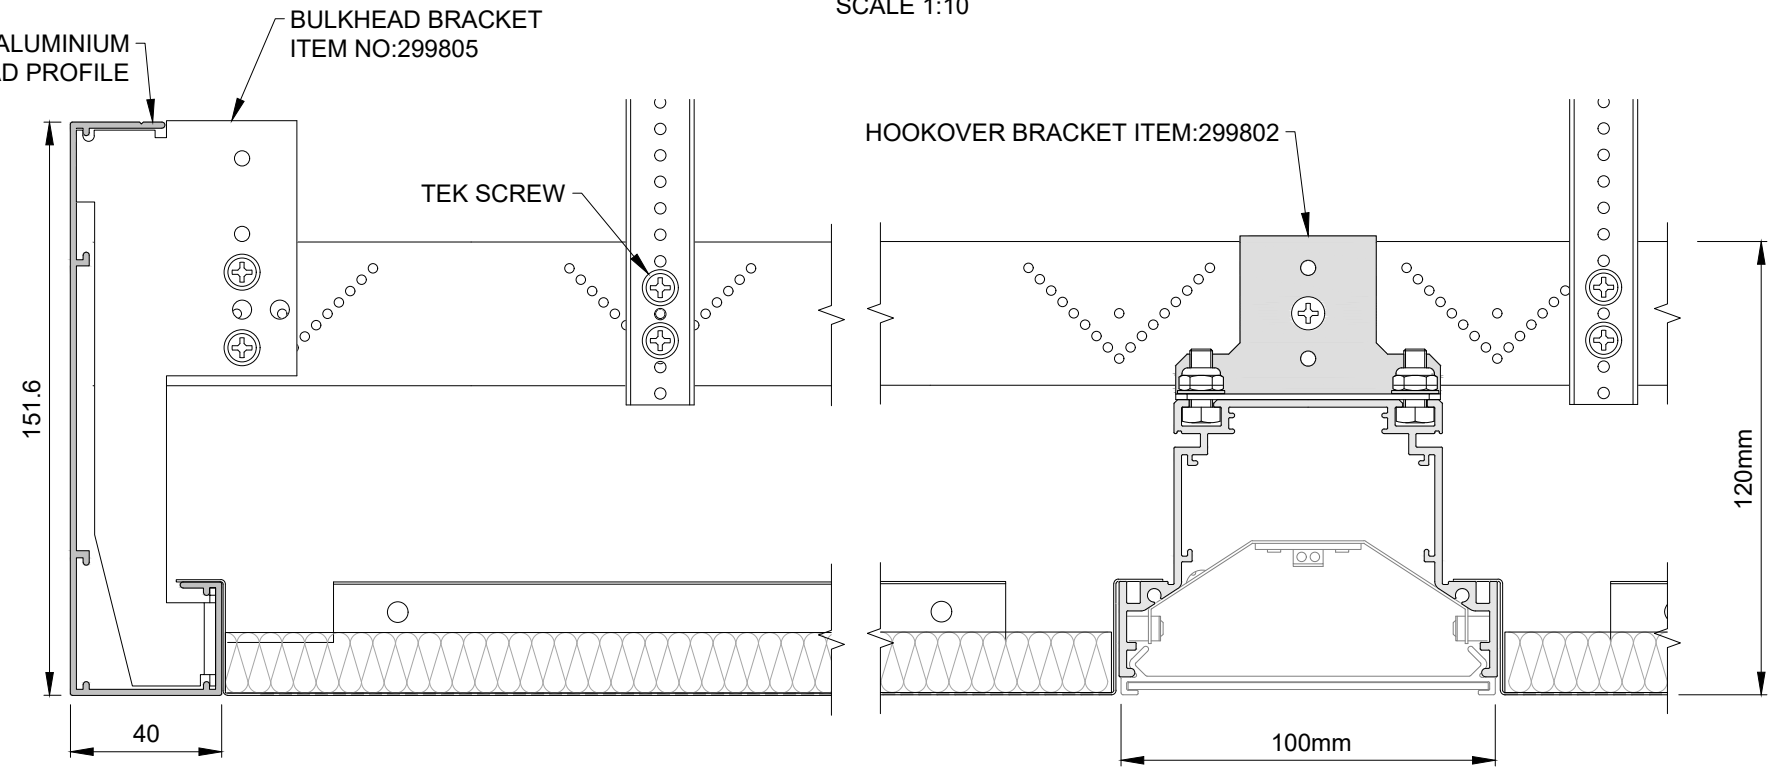 SCALE 1:10
BULKHEAD BRACKET
ITEM NO:299805
ALUMINIUM
PROFILE
HOOKOVER BRACKET ITEM:299802
TEK SCREW
151.6
120mm
40
100mm